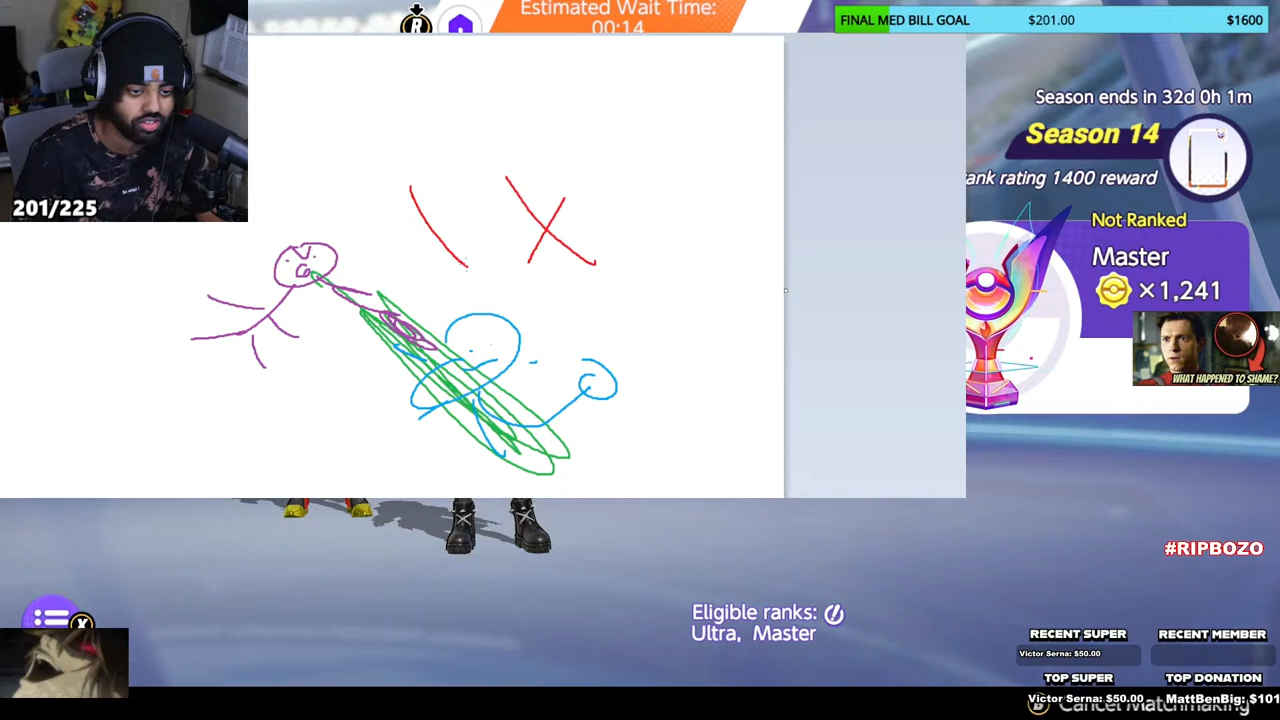 Estimated Wait Time:
00:14
R
FINAL MED BILL GOAL $201.00 $1600
Season ends in 32d 0h 1m
Season 14
ank rating 1400 reward
Not Ranked
Master
×1,241
WHAT HAPPENED TO SHAME?
201/225
#RIPBOZO
Eligible ranks:
Ultra, Master
X
RECENT SUPER RECENT MEMBER
Victor Serna: $50.00
TOP SUPER TOP DONATION
Victor Serna: $50.00 MattBenBig: $101
B Cancel Matchmaking